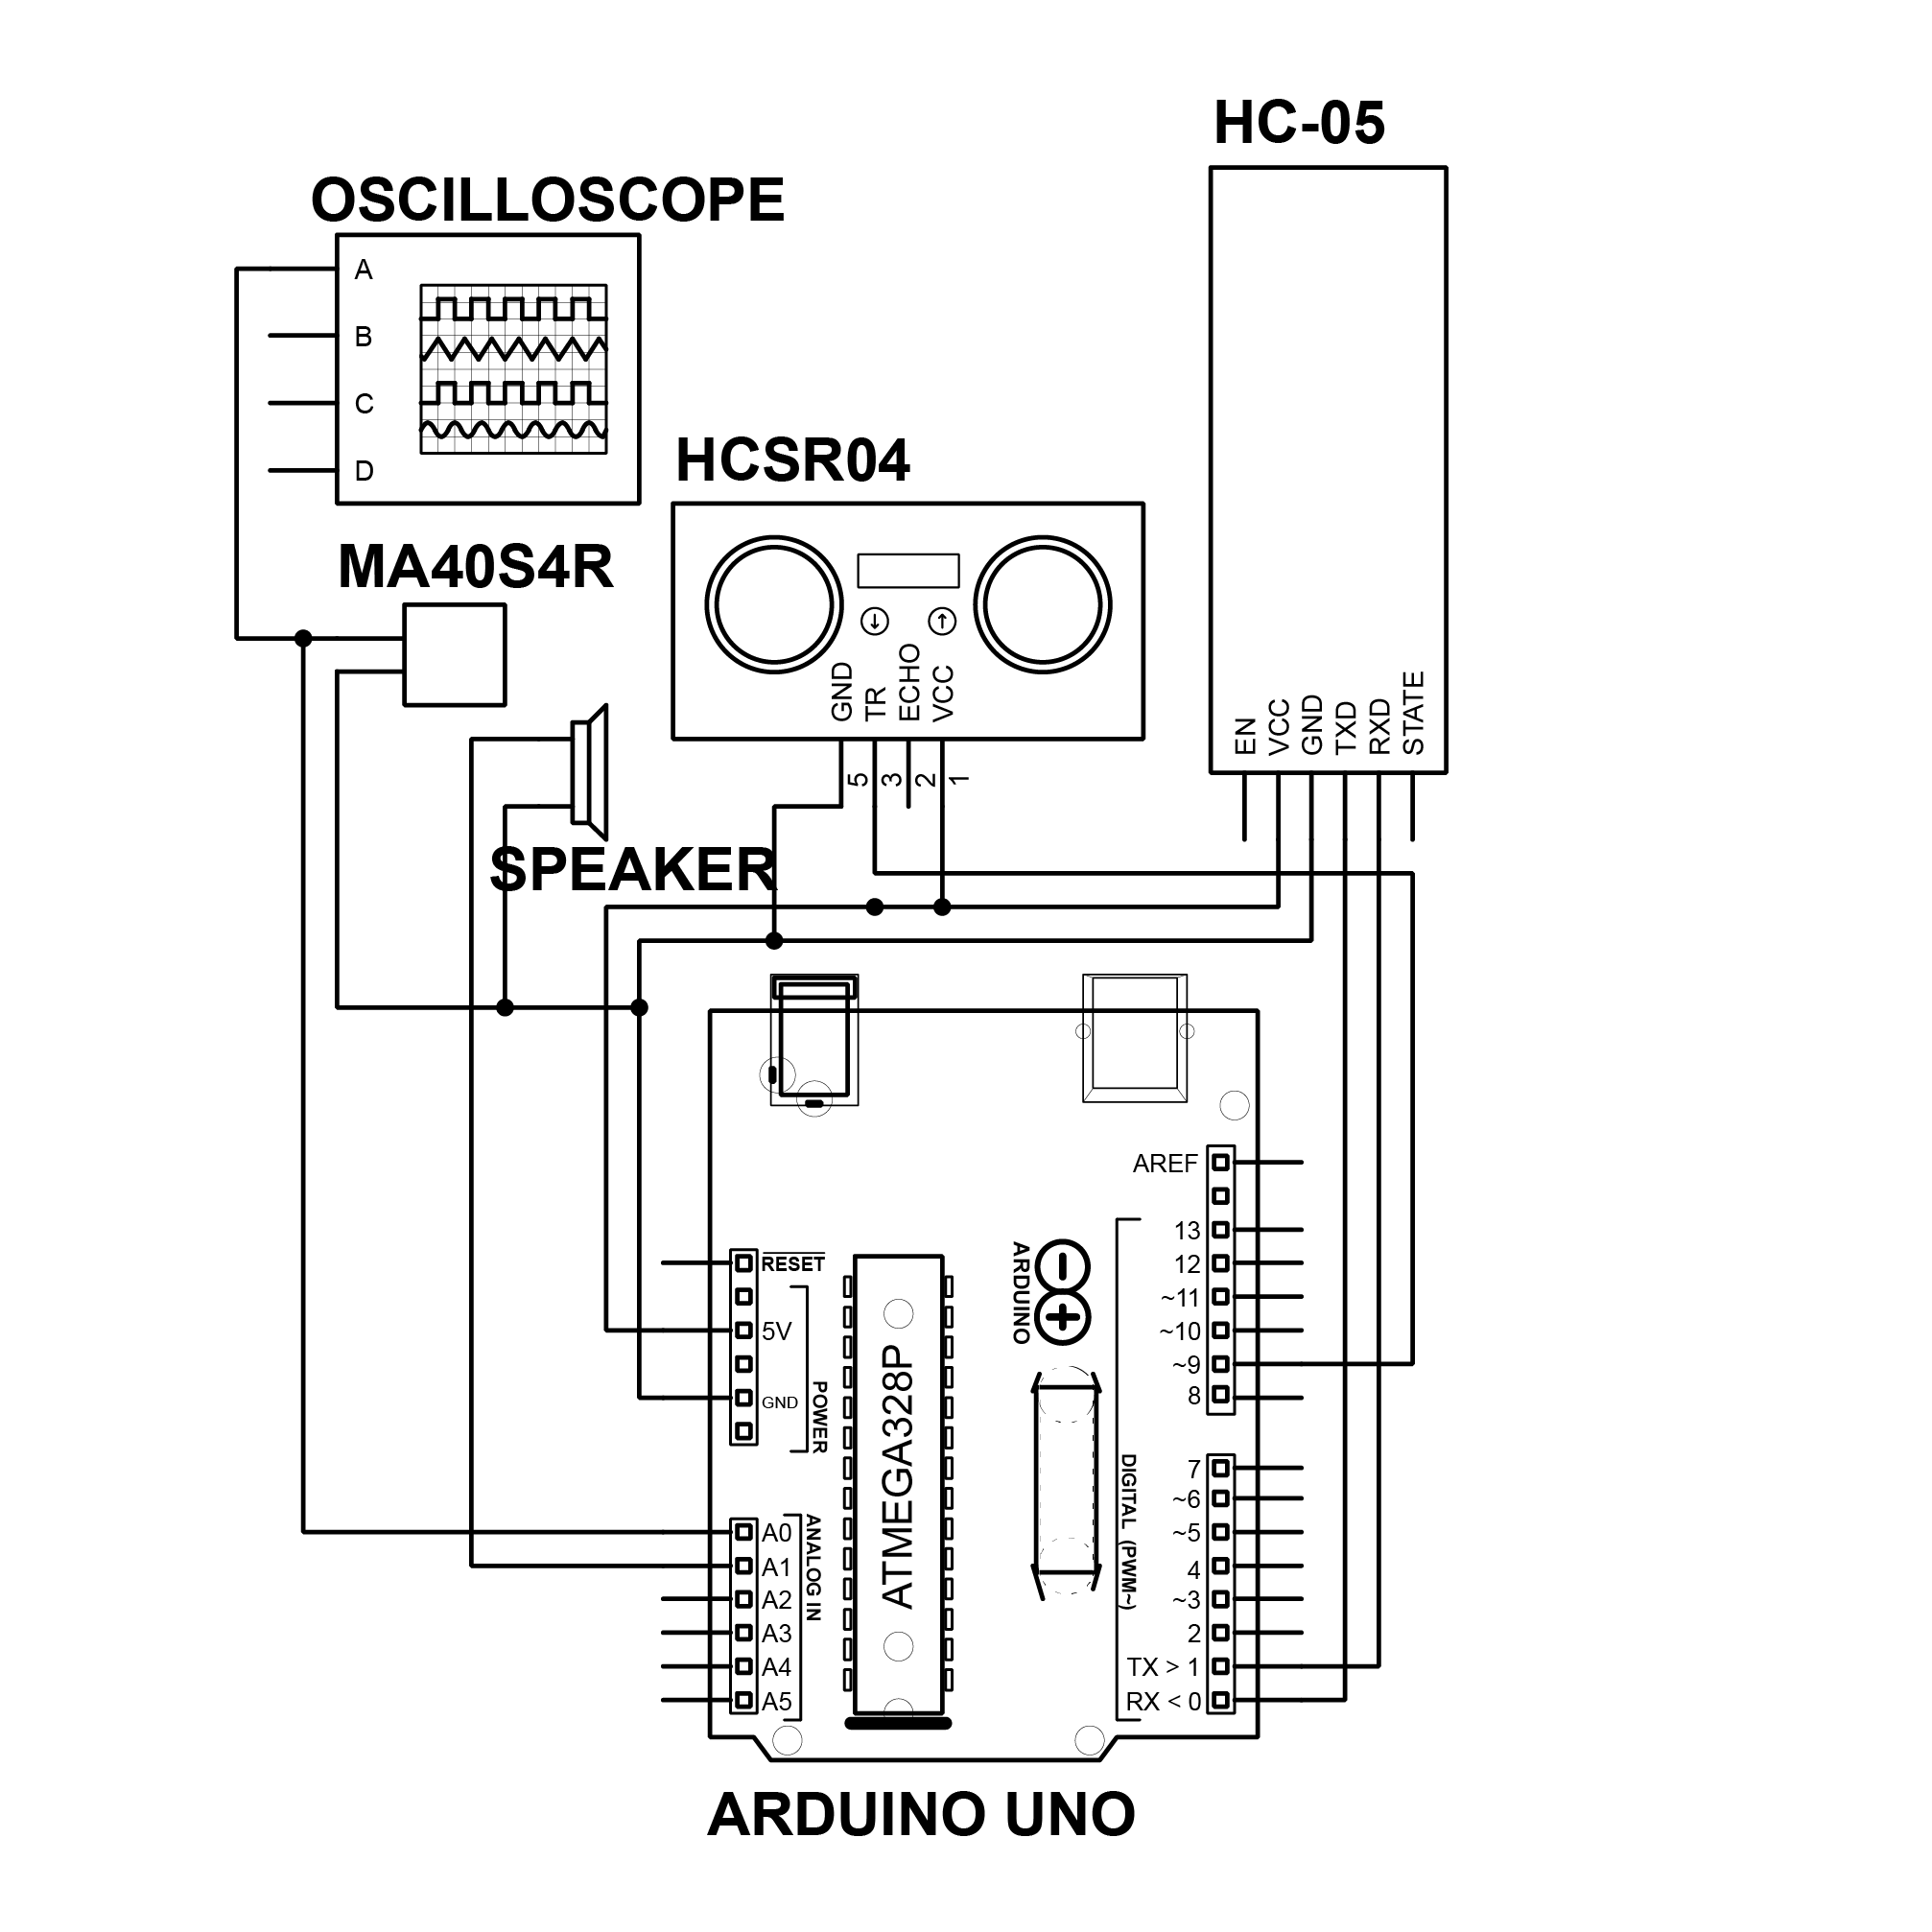 HC-05
OSCILLOSCOPE
A
B
C
D
HCSR04
MA40S4R
GND
TR
ECHO
VCC
5
3
2
1
EN
VCC
GND
TXD
RXD
STATE
SPEAKER
RESET
5V
GND
POWER
A0
A1
A2
A3
A4
A5
ANALOG IN
ATMEGA328P
ARDUINO
AREF
13
12
~11
~10
~9
8
7
~6
~5
4
~3
2
TX > 1
RX < 0
DIGITAL (PWM~)
ARDUINO UNO